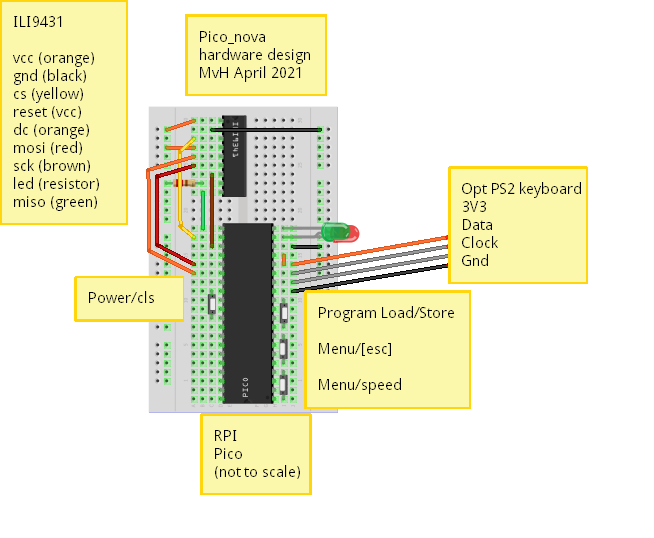 ILI9431
vcc (orange)
gnd (black)
cs (yellow)
reset (vcc)
dc (orange)
mosi (red)
sck (brown)
led (resistor)
miso (green)
Pico_nova
hardware design
MvH April 2021
ILI9341
Opt PS2 keyboard
3V3
Data
Clock
Gnd
Power/cls
Program Load/Store
Menu/[esc]
Menu/speed
PICO
RPI
Pico
(not to scale)